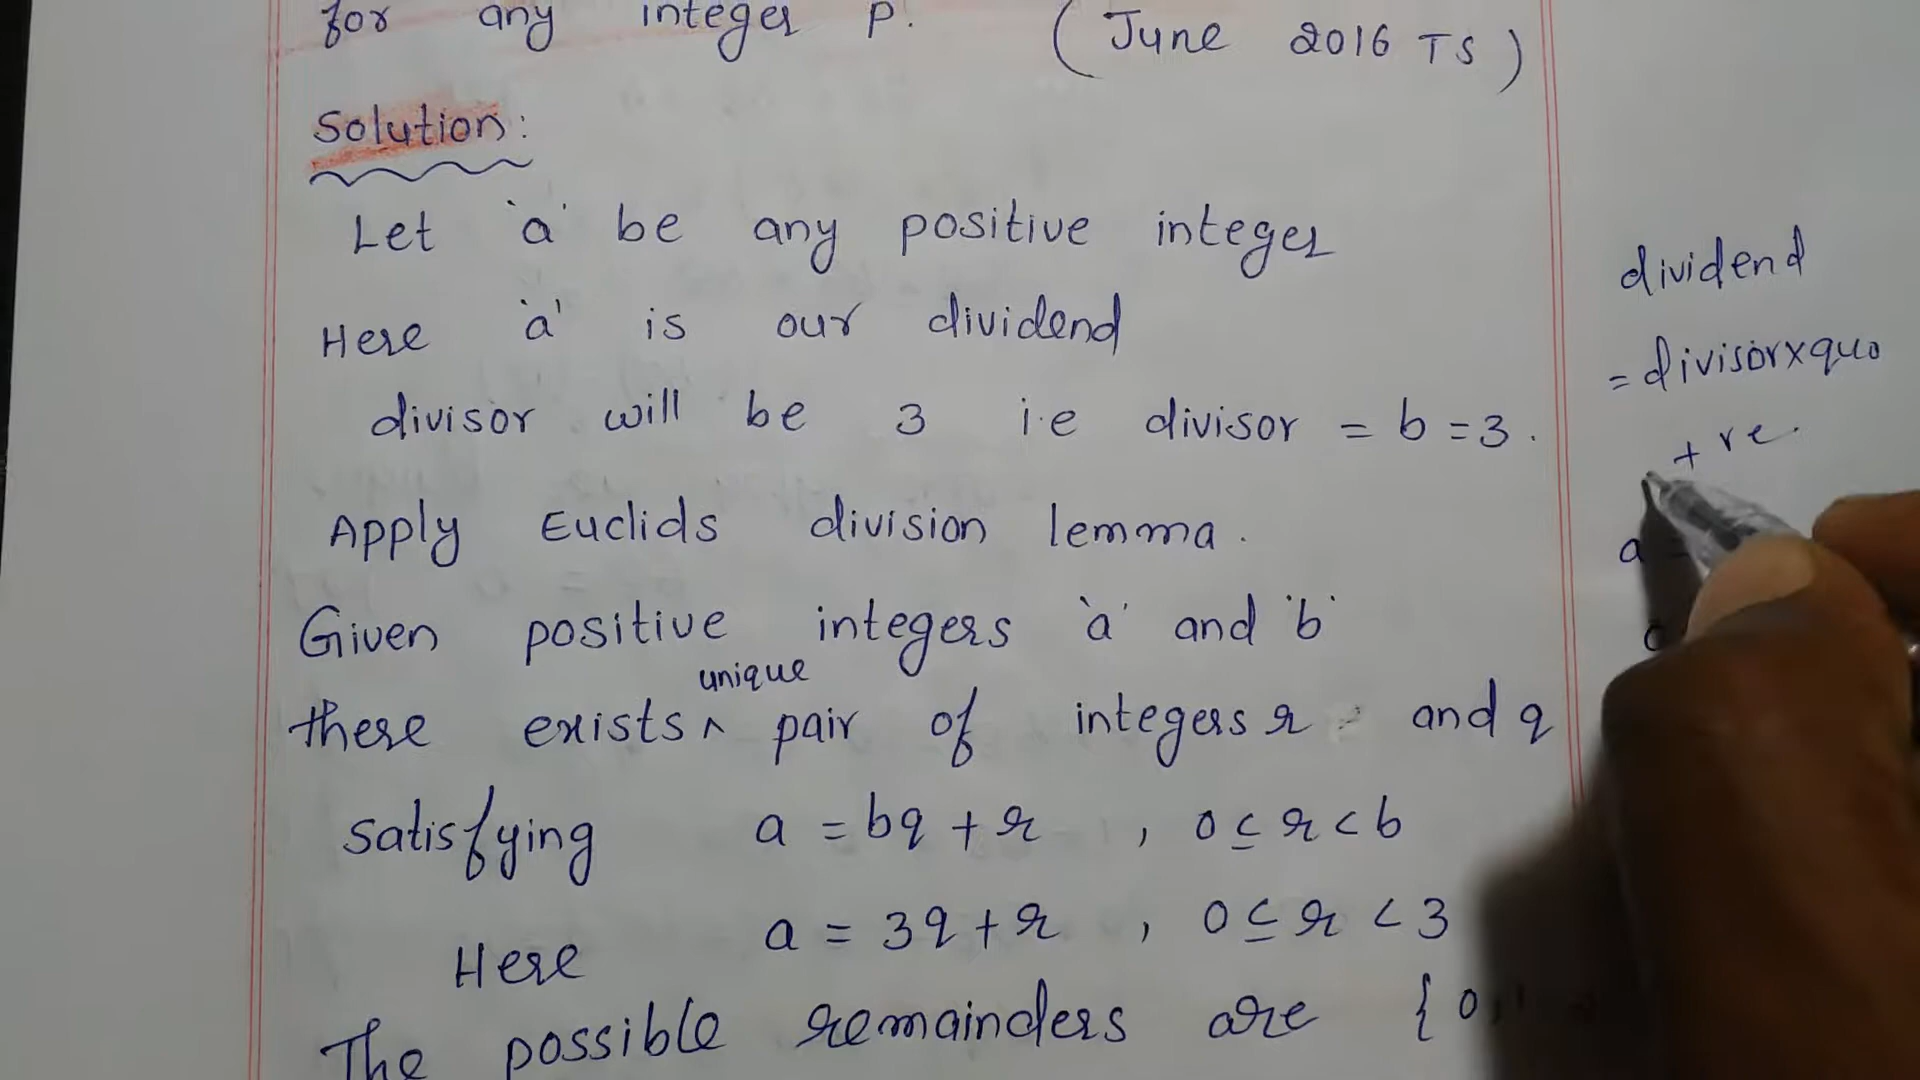 for any integer p. (June 2016 TS)
Solution:
Let 'a' be any positive integer
Here 'a' is our dividend
divisor will be 3 i.e divisor = b = 3.
Apply Euclids division lemma.
Given positive integers 'a' and 'b'
unique
there exists ^ pair of integers r and q
satisfying a = bq + r , 0 ≤ r < b
Here a = 3q + r , 0 ≤ r < 3
The possible remainders are { 0,
dividend
= divisor x quo
+ re.
a